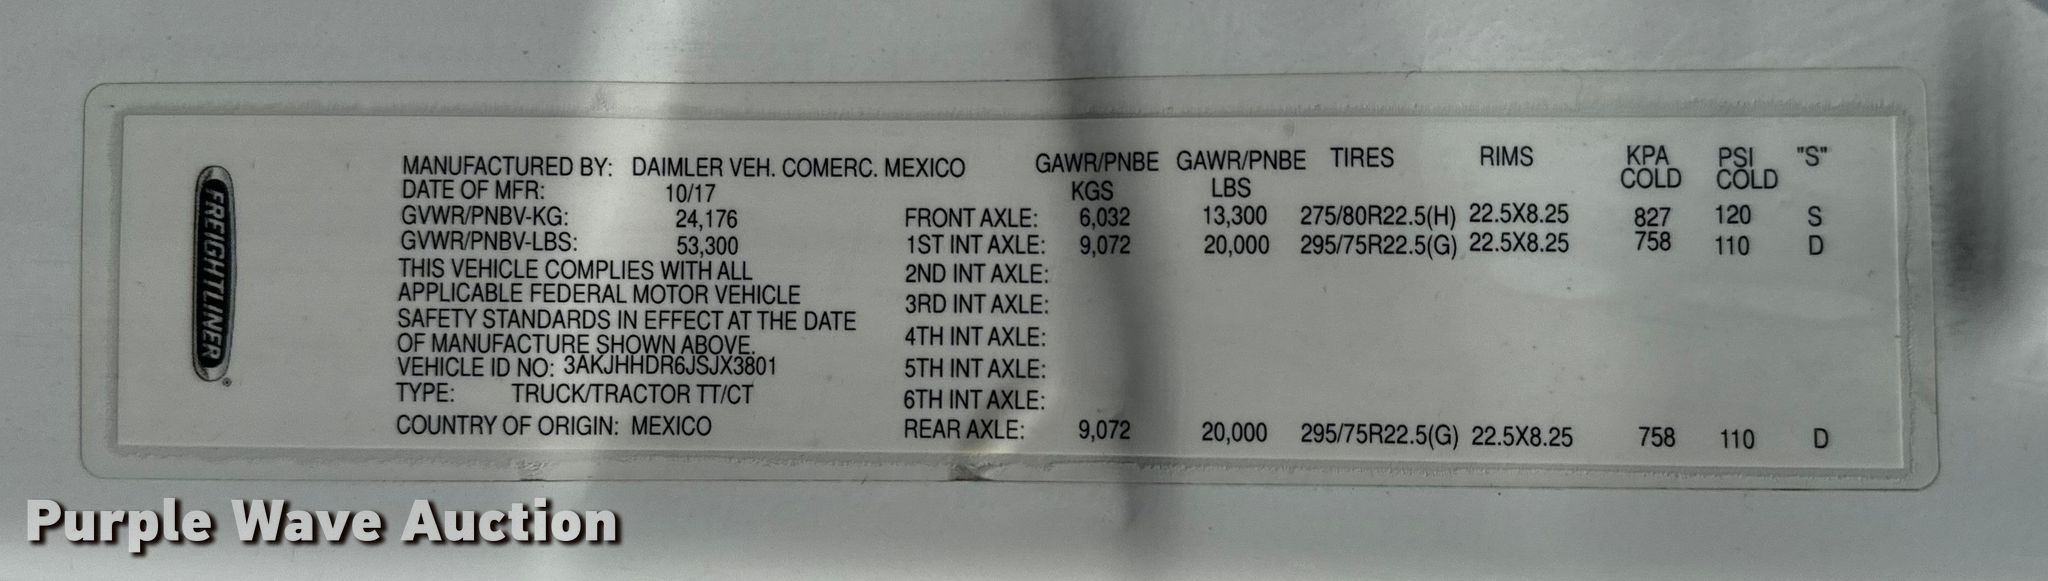 FREIGHTLINER
MANUFACTURED BY: DAIMLER VEH. COMERC. MEXICO
DATE OF MFR: 10/17
GVWR/PNBV-KG: 24,176
GVWR/PNBV-LBS: 53,300
THIS VEHICLE COMPLIES WITH ALL
APPLICABLE FEDERAL MOTOR VEHICLE
SAFETY STANDARDS IN EFFECT AT THE DATE
OF MANUFACTURE SHOWN ABOVE.
VEHICLE ID NO: 3AKJHHDR6JSJX3801
TYPE: TRUCK/TRACTOR TT/CT
COUNTRY OF ORIGIN: MEXICO
GAWR/PNBE GAWR/PNBE TIRES RIMS KPA PSI "S"
KGS LBS COLD COLD
FRONT AXLE: 6,032 13,300 275/80R22.5(H) 22.5X8.25 827 120 S
1ST INT AXLE: 9,072 20,000 295/75R22.5(G) 22.5X8.25 758 110 D
2ND INT AXLE:
3RD INT AXLE:
4TH INT AXLE:
5TH INT AXLE:
6TH INT AXLE:
REAR AXLE: 9,072 20,000 295/75R22.5(G) 22.5X8.25 758 110 D
Purple Wave Auction